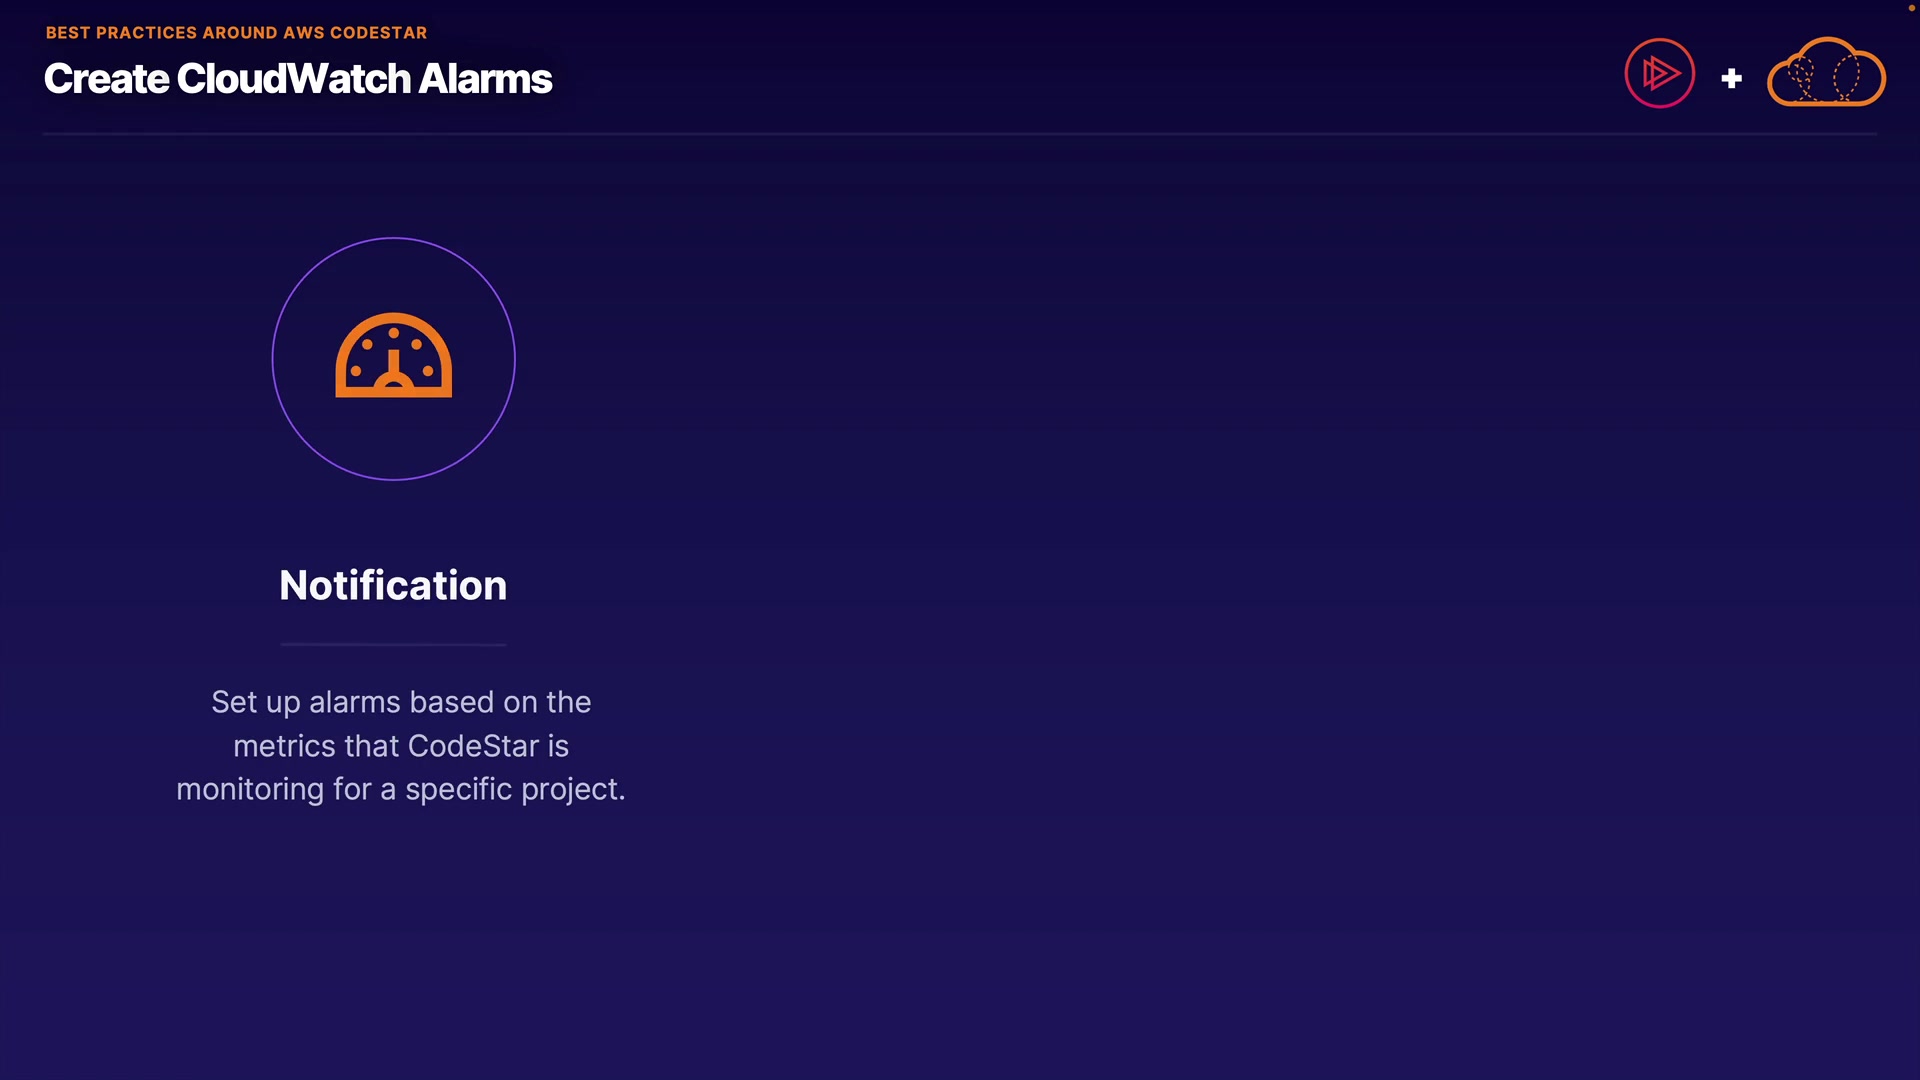 BEST PRACTICES AROUND AWS CODESTAR
Create CloudWatch Alarms
Notification
Set up alarms based on the
metrics that CodeStar is
monitoring for a specific project.